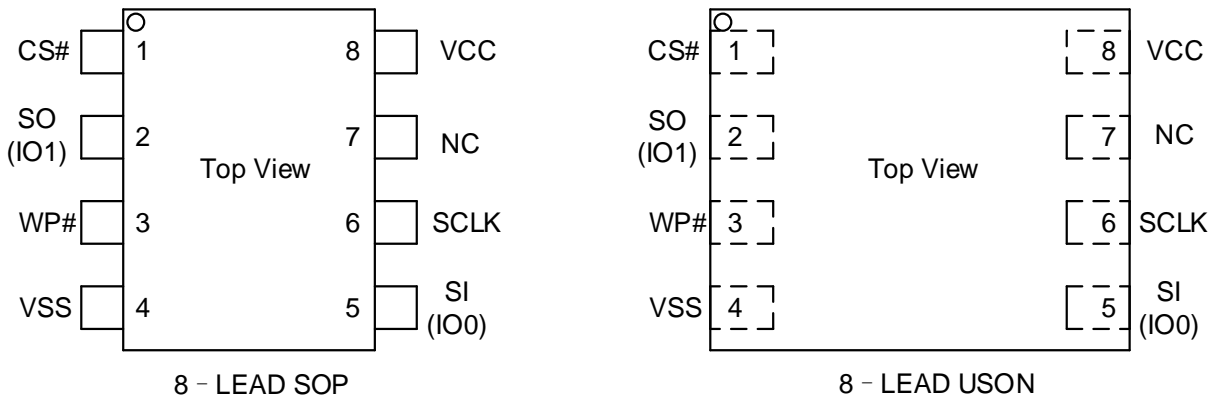 CS# 1 8 VCC
SO
(IO1) 2 7 NC
Top View
WP# 3 6 SCLK
VSS 4 5 SI
(IO0)
8 – LEAD SOP
CS# 1 8 VCC
SO
(IO1) 2 7 NC
Top View
WP# 3 6 SCLK
VSS 4 5 SI
(IO0)
8 – LEAD USON